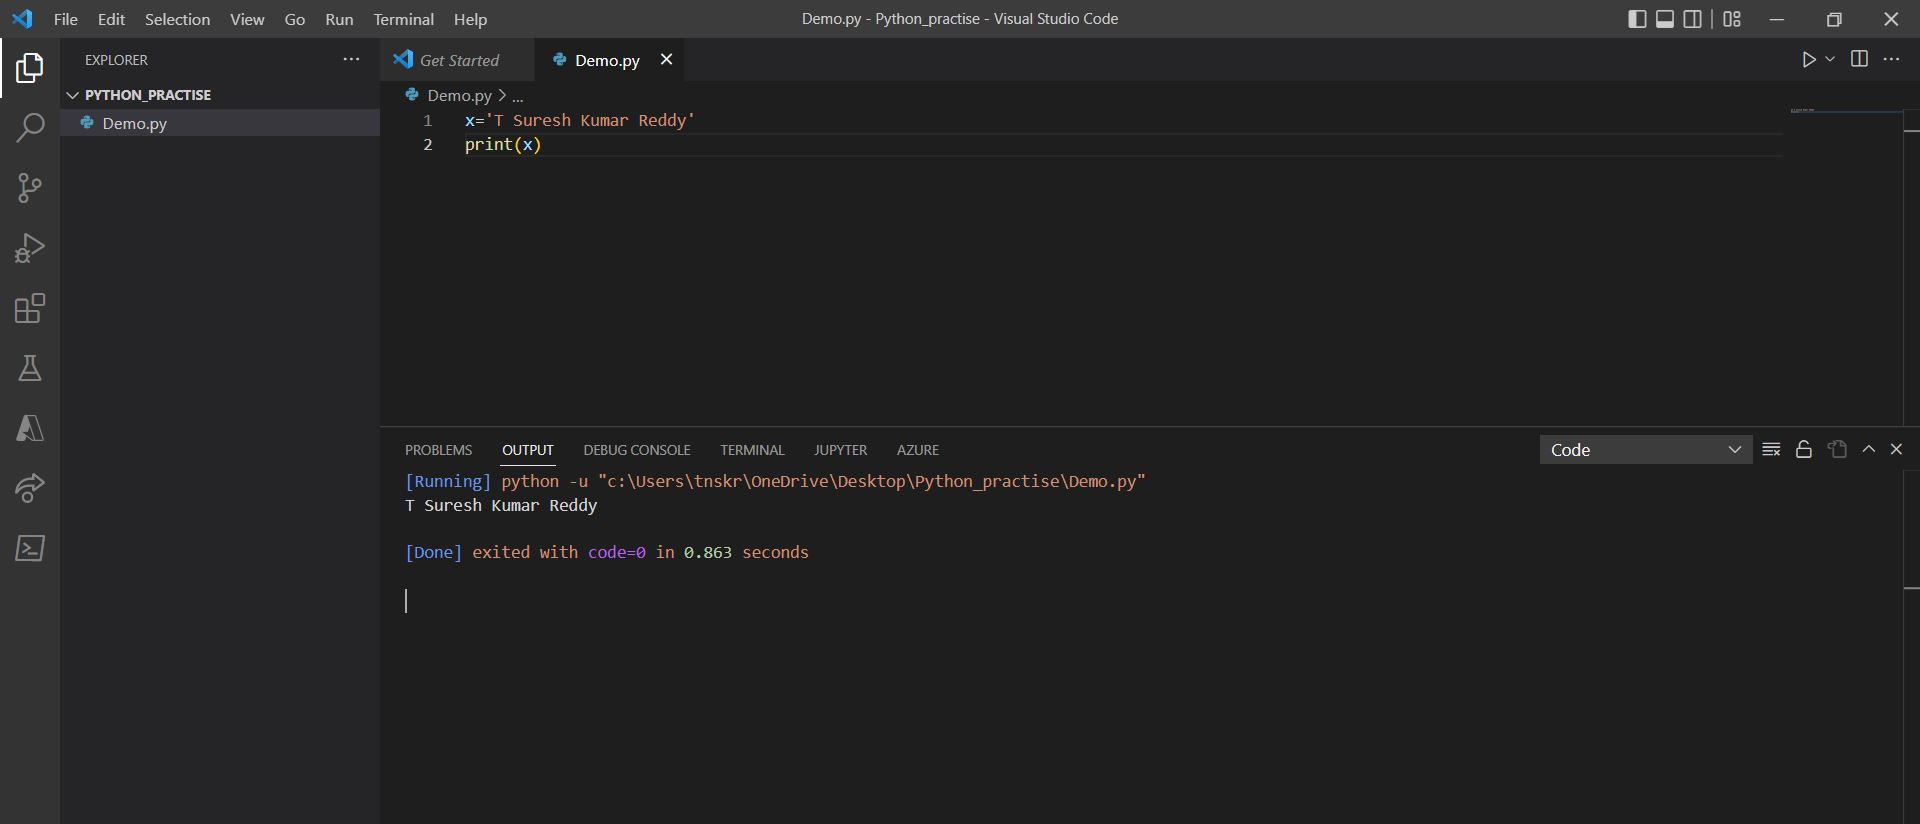 File Edit Selection View Go Run Terminal Help
Demo.py - Python_practise - Visual Studio Code
EXPLORER
PYTHON_PRACTISE
Demo.py
Get Started
Demo.py
Demo.py > ...
1 x='T Suresh Kumar Reddy'
2 print(x)
PROBLEMS OUTPUT DEBUG CONSOLE TERMINAL JUPYTER AZURE
Code
[Running] python -u "c:\Users\tnskr\OneDrive\Desktop\Python_practise\Demo.py"
T Suresh Kumar Reddy
[Done] exited with code=0 in 0.863 seconds